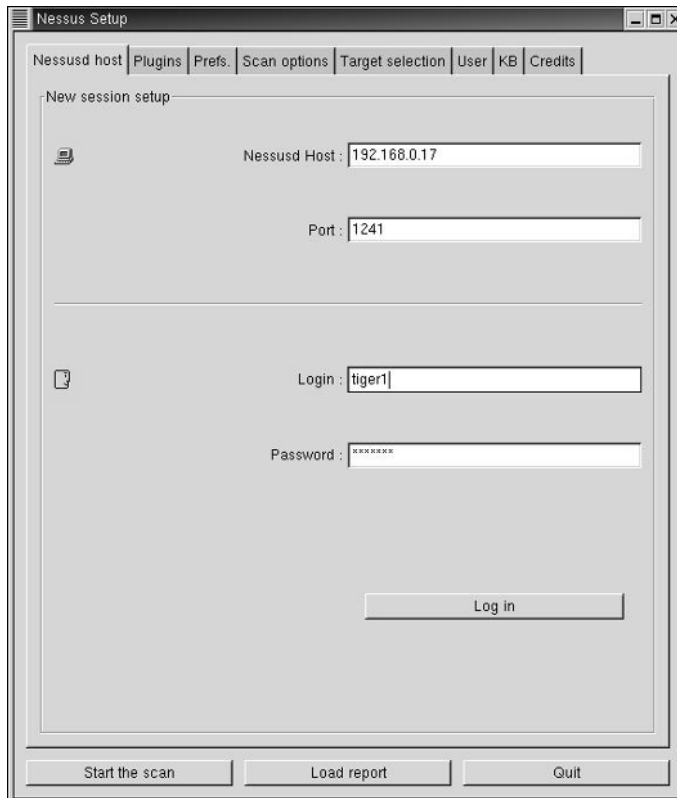 Nessus Setup
Nessusd host Plugins Prefs. Scan options Target selection User KB Credits
New session setup
Nessusd Host : 192.168.0.17
Port : 1241
Login : tiger1
Password : *******
Log in
Start the scan Load report Quit